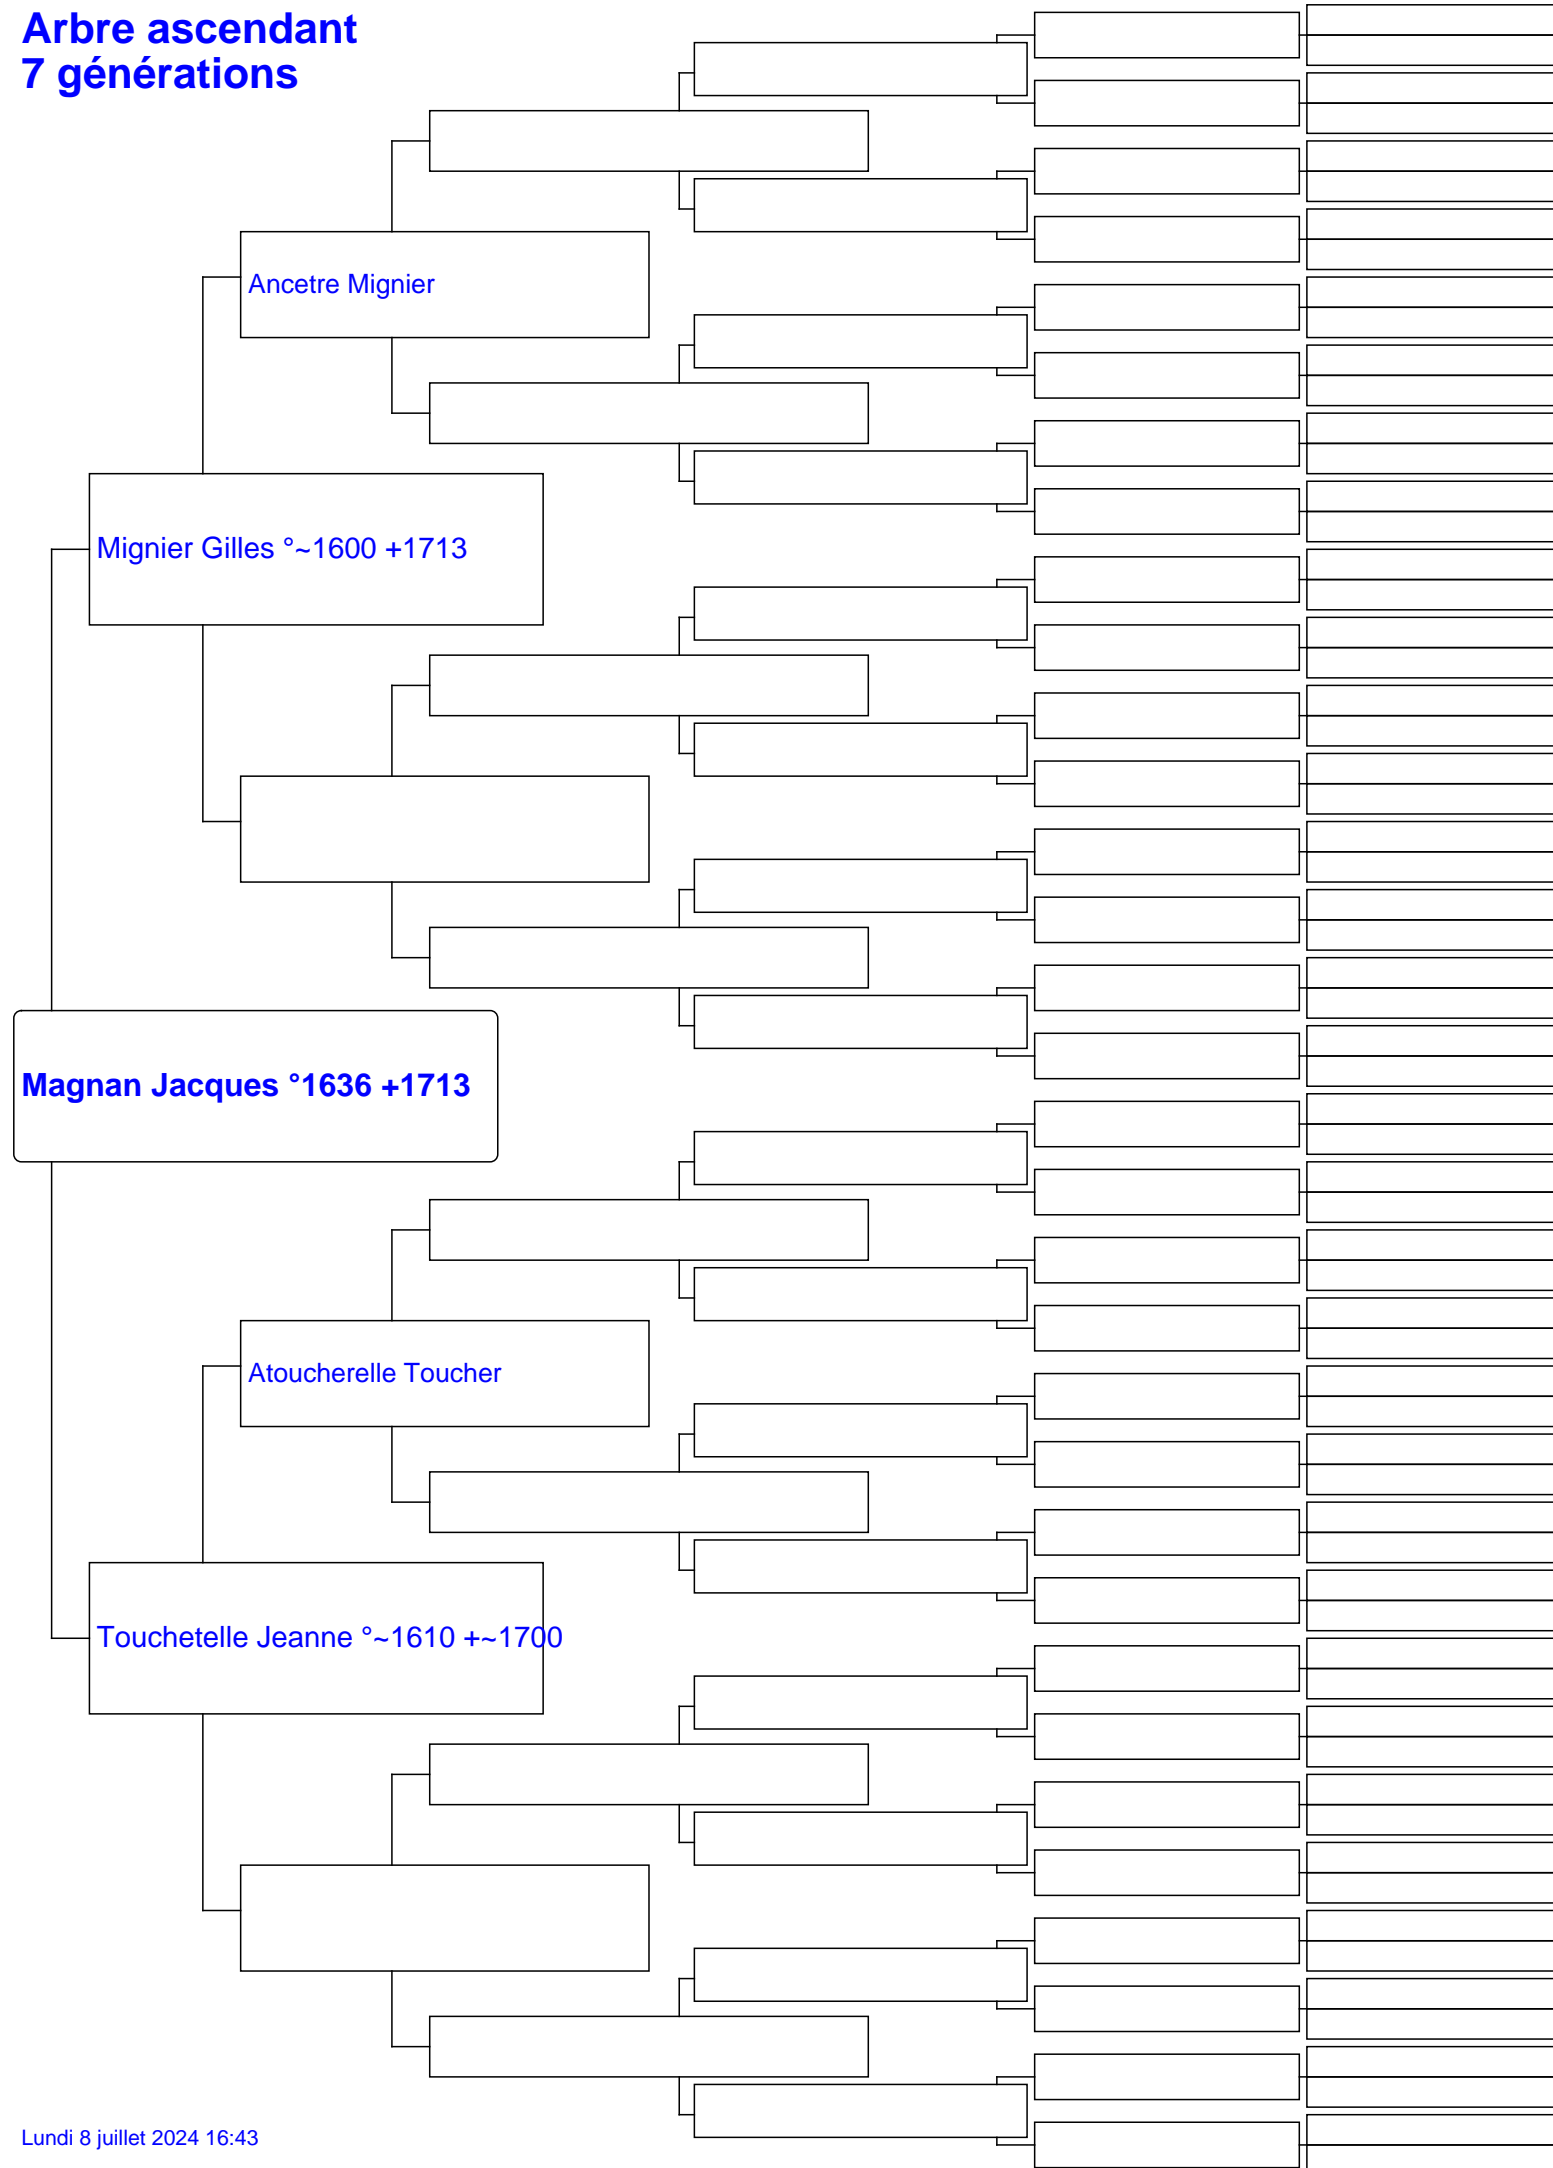 Arbre ascendant
7 générations
Ancetre Mignier
Mignier Gilles °~1600 +1713
Magnan Jacques °1636 +1713
Atoucherelle Toucher
Touchetelle Jeanne °~1610 +~1700
Lundi 8 juillet 2024 16:43